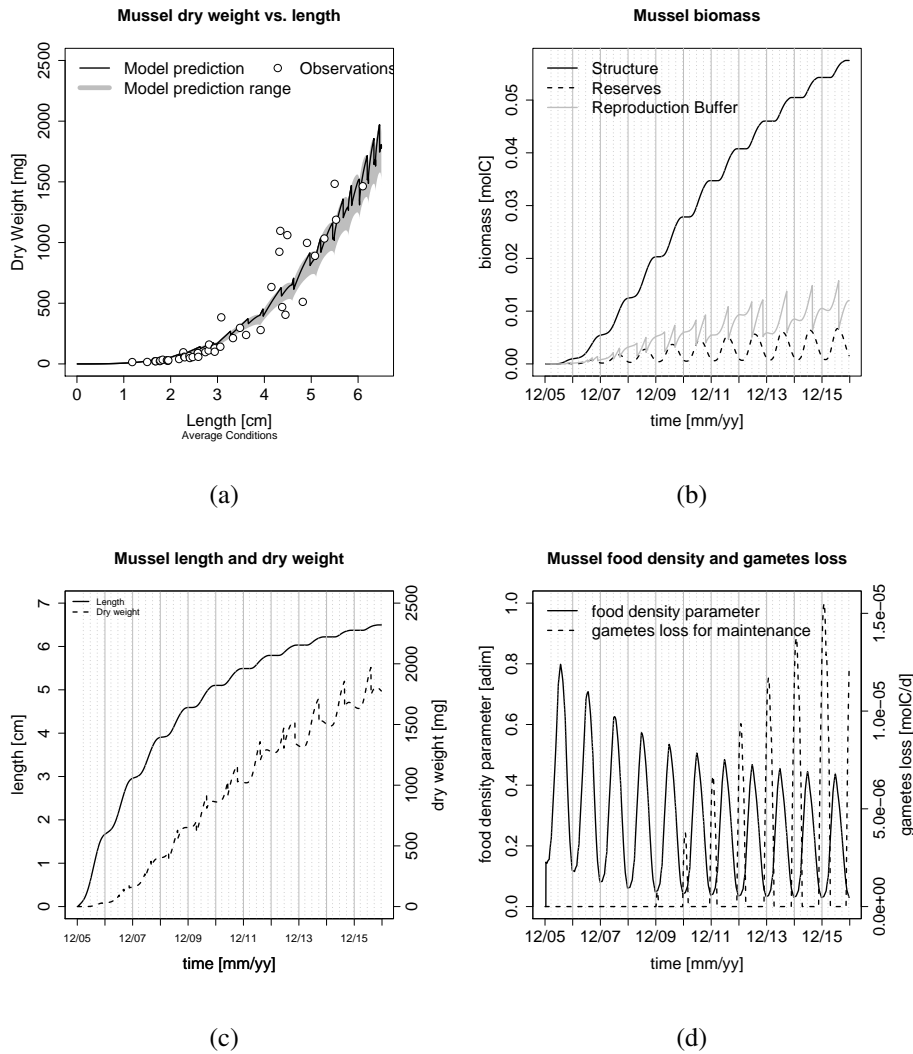 Mussel dry weight vs. length
2500
2000
1500
1000
500
0
Dry Weight [mg]
Model prediction
Observations
Model prediction range
0 1 2 3 4 5 6
Length [cm]
Average Conditions
(a)
Mussel biomass
0.05
0.04
0.03
0.02
0.01
0.00
biomass [molC]
Structure
Reserves
Reproduction Buffer
12/05 12/07 12/09 12/11 12/13 12/15
time [mm/yy]
(b)
Mussel length and dry weight
7
6
5
4
3
2
1
0
length [cm]
Length
Dry weight
2500
2000
1500
1000
500
0
dry weight [mg]
12/05 12/07 12/09 12/11 12/13 12/15
time [mm/yy]
(c)
Mussel food density and gametes loss
1.0
0.8
0.6
0.4
0.2
0.0
food density parameter [adim]
food density parameter
gametes loss for maintenance
1.5e−05
1.0e−05
5.0e−06
0.0e+00
gametes loss [molC/d]
12/05 12/07 12/09 12/11 12/13 12/15
time [mm/yy]
(d)